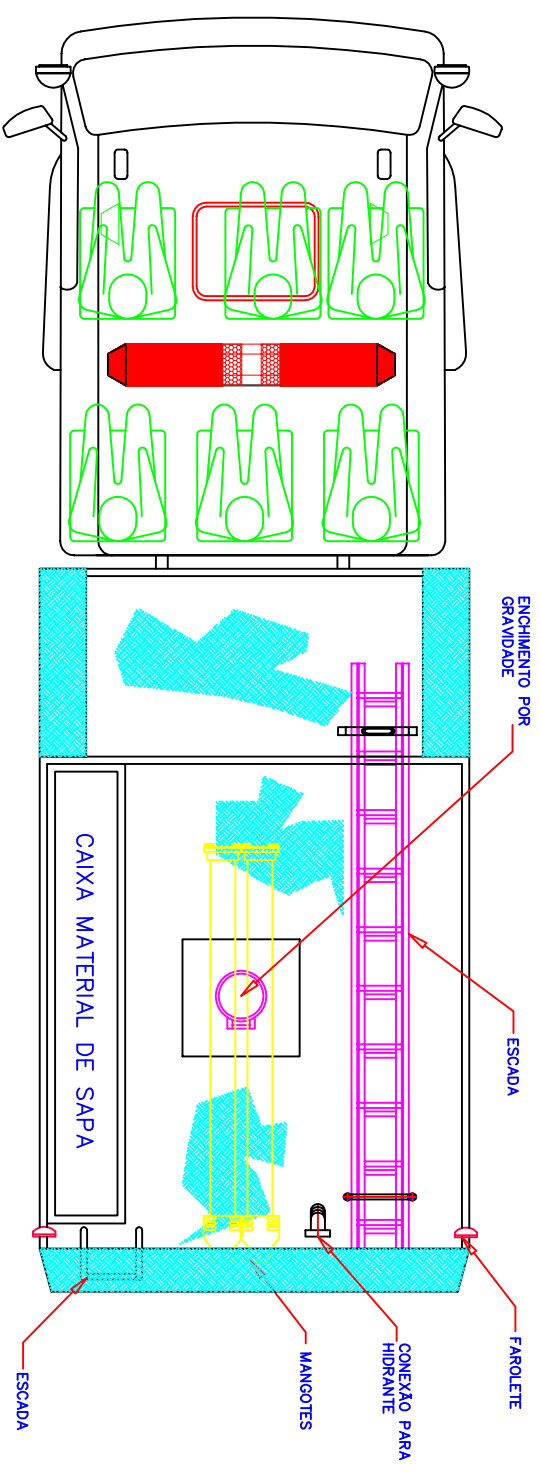 ENCHIMENTO POR
GRAVIDADE
ESCADA
FAROLETE
CONEXÃO PARA
HIDRANTE
MANGOTES
ESCADA
CAIXA MATERIAL DE SAPA